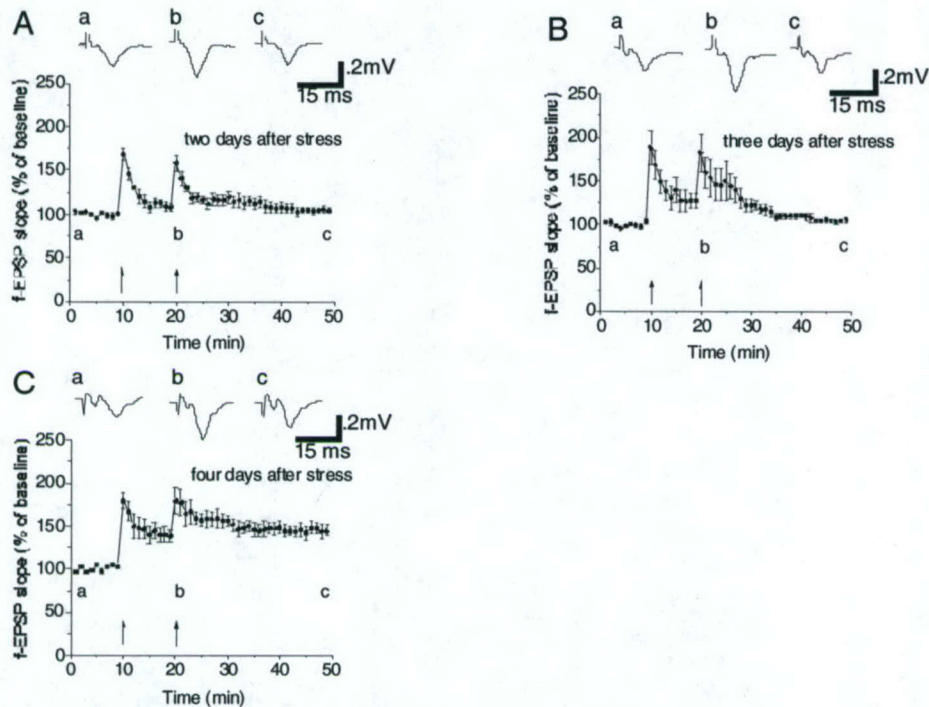 A
a b c
.2mV
15 ms
f-EPSP slope (% of baseline)
250
200
150
100
50
0
two days after stress
a b c
0 10 20 30 40 50
Time (min)
B
a b c
.2mV
15 ms
f-EPSP slope (% of baseline)
250
200
150
100
50
0
three days after stress
a b c
0 10 20 30 40 50
Time (min)
C
a b c
.2mV
15 ms
f-EPSP slope (% of baseline)
250
200
150
100
50
0
four days after stress
a b c
0 10 20 30 40 50
Time (min)